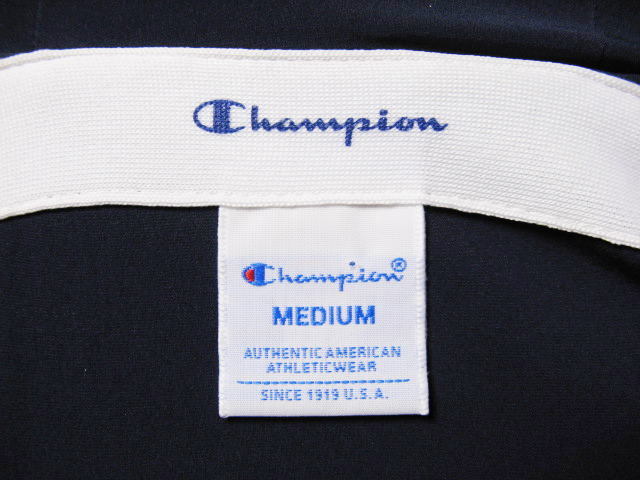 Champion
Champion®
MEDIUM
AUTHENTIC AMERICAN
ATHLETICWEAR
SINCE 1919 U.S.A.